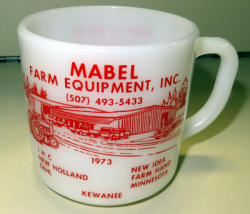 MABEL
FARM EQUIPMENT, INC.
(507) 493-5433
1973
I H C
NEW HOLLAND
NEW IDEA
FARM HAND
MINNESOTA
KEWANEE